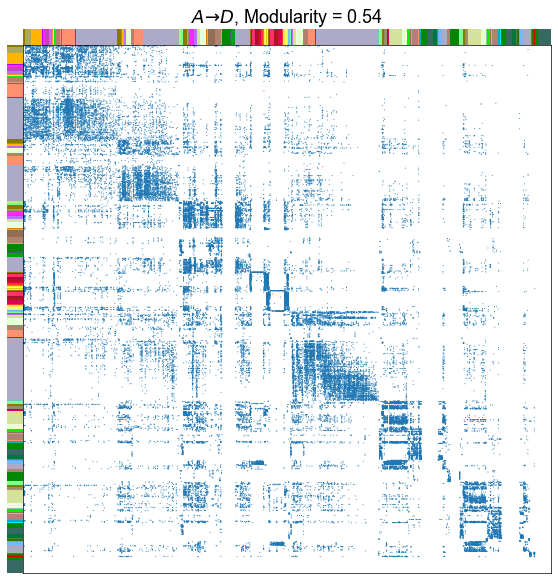 A→D, Modularity = 0.54